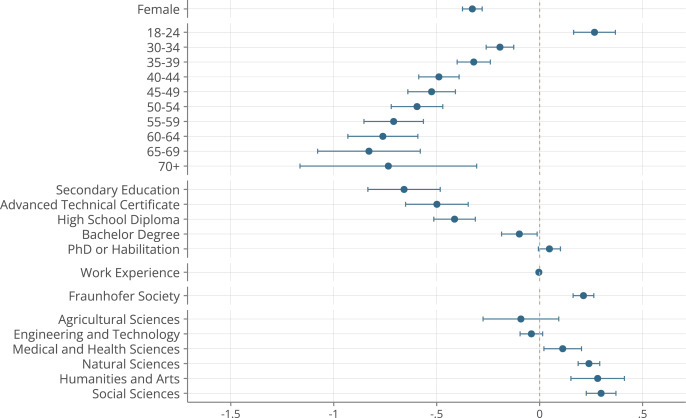 Female
18-24
30-34
35-39
40-44
45-49
50-54
55-59
60-64
65-69
70+
Secondary Education
Advanced Technical Certificate
High School Diploma
Bachelor Degree
PhD or Habilitation
Work Experience
Fraunhofer Society
Agricultural Sciences
Engineering and Technology
Medical and Health Sciences
Natural Sciences
Humanities and Arts
Social Sciences
-1.5 -1 -.5 0 .5